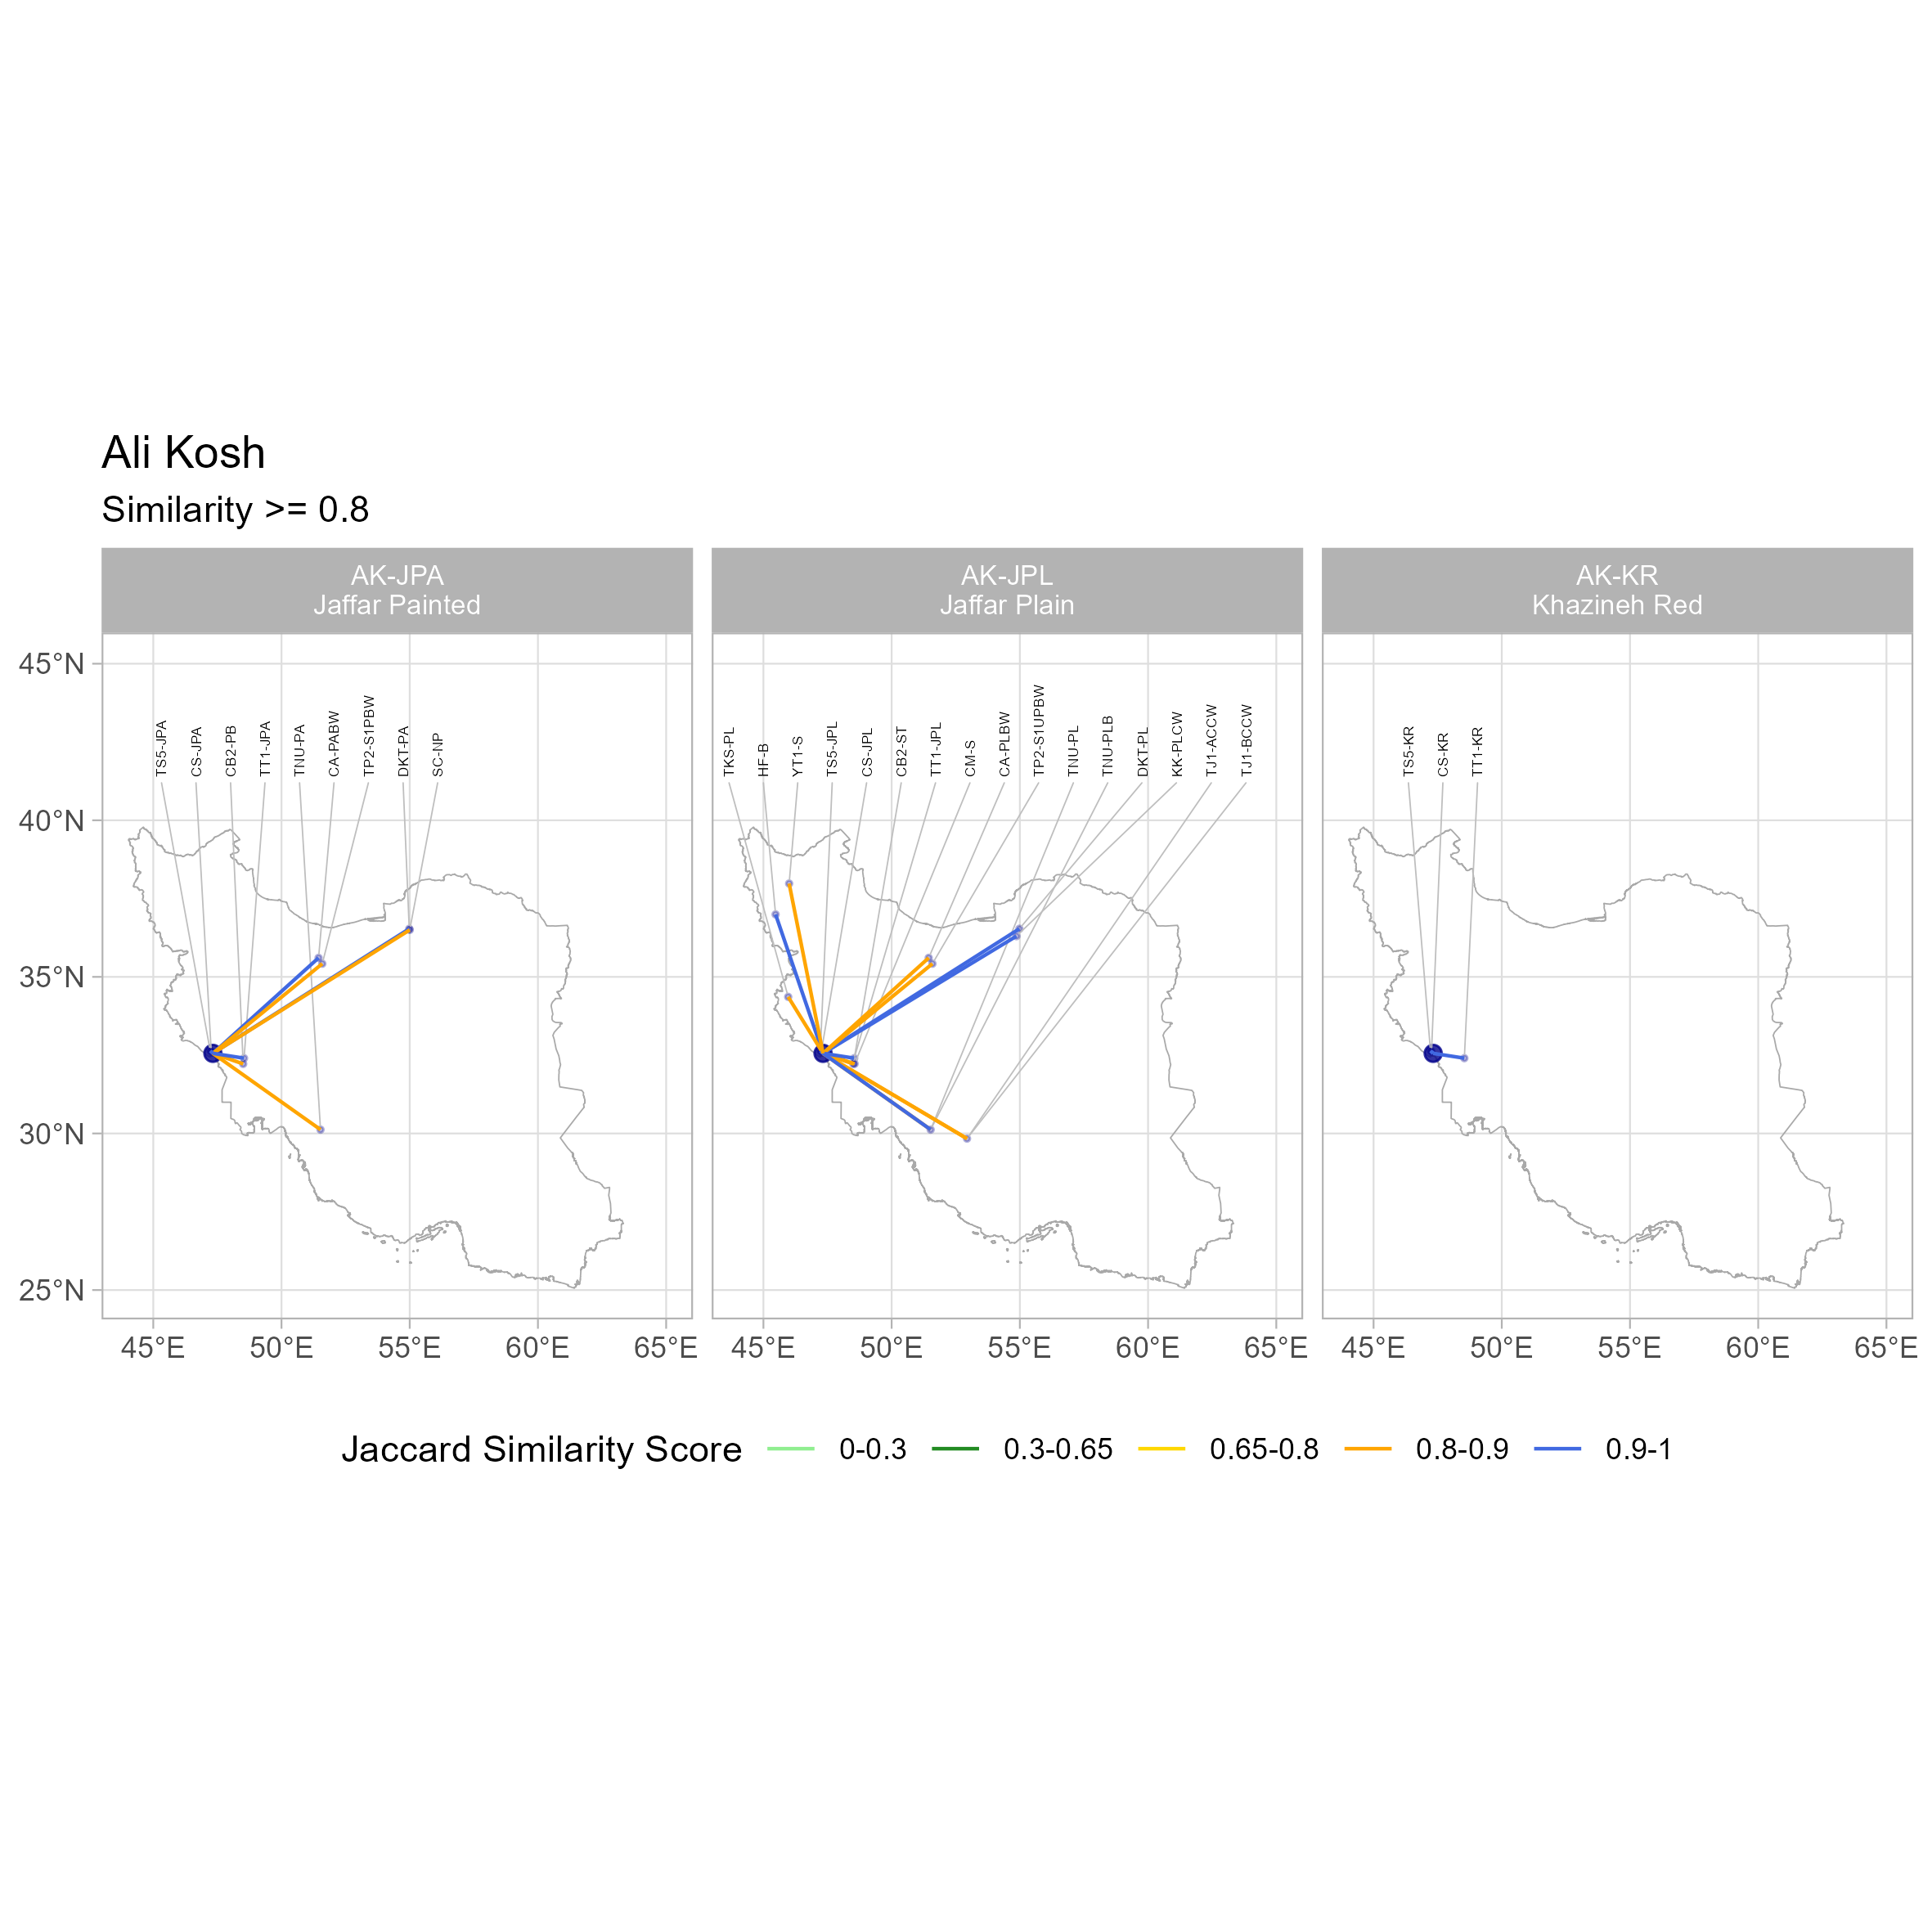 Ali Kosh
Similarity >= 0.8
AK-JPA
Jaffar Painted
AK-JPL
Jaffar Plain
AK-KR
Khazineh Red
45°N
40°N
35°N
30°N
25°N
TS5-JPA
CS-JPA
CB2-PB
TT1-JPA
TNU-PA
CA-PABW
TP2-S1PBW
DKT-PA
SC-NP
TKS-PL
HF-B
YT1-S
TS5-JPL
CS-JPL
CB2-ST
TT1-JPL
CM-S
CA-PLBW
TP2-S1UPBW
TNU-PL
TNU-PLB
DKT-PL
KK-PLCW
TJ1-ACCW
TJ1-BCCW
TS5-KR
CS-KR
TT1-KR
45°E 50°E 55°E 60°E 65°E
45°E 50°E 55°E 60°E 65°E
45°E 50°E 55°E 60°E 65°E
Jaccard Similarity Score 0-0.3 0.3-0.65 0.65-0.8 0.8-0.9 0.9-1